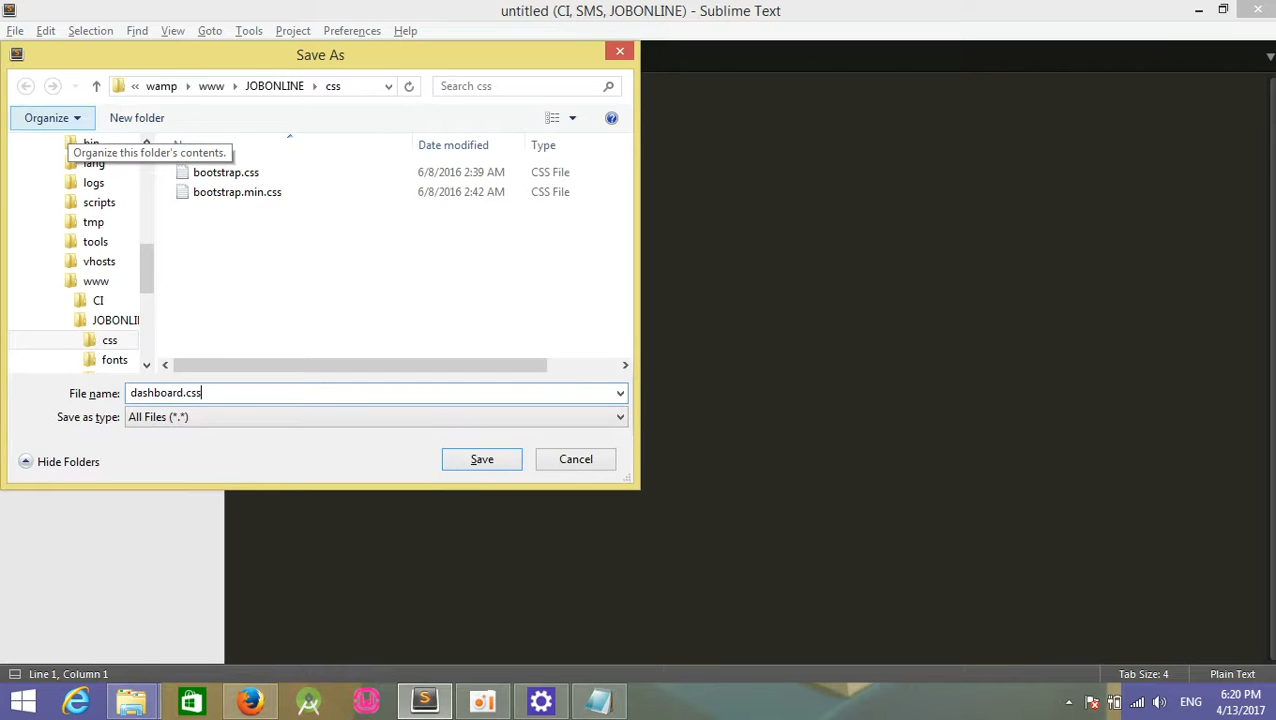 untitled (CI, SMS, JOBONLINE) - Sublime Text
File Edit Selection Find View Goto Tools Project Preferences Help
Save As
wamp www JOBONLINE css
Search css
Organize New folder
Organize this folder's contents.
Date modified Type
bin
lang
logs
scripts
tmp
tools
vhosts
www
CI
JOBONLI
css
fonts
bootstrap.css 6/8/2016 2:39 AM CSS File
bootstrap.min.css 6/8/2016 2:42 AM CSS File
File name: dashboard.css
Save as type: All Files (*.*)
Hide Folders
Save Cancel
Line 1, Column 1
Tab Size: 4 Plain Text
ENG
6:20 PM
4/13/2017